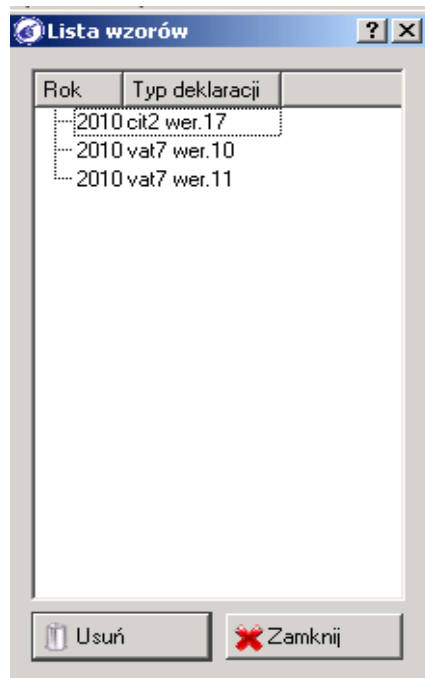 Lista wzorów
Rok Typ deklaracji
2010 cit2 wer.17
2010 vat7 wer.10
2010 vat7 wer.11
Usuń Zamknij